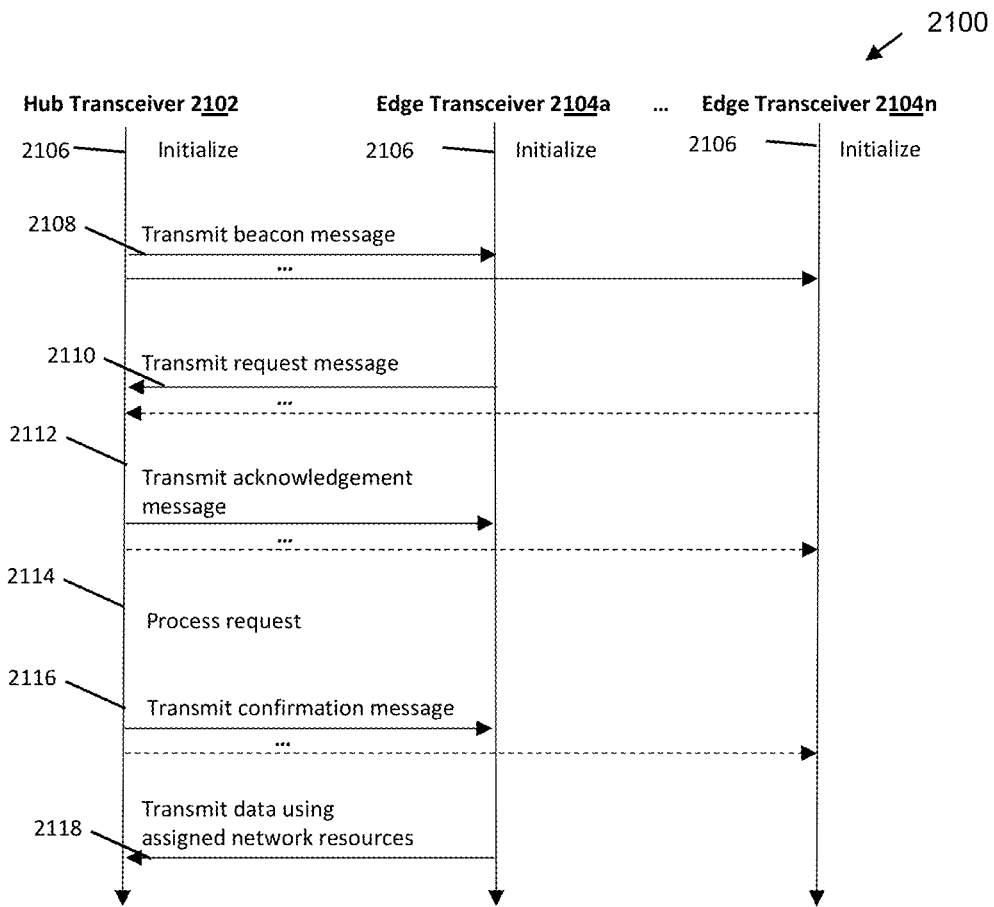 2100
Hub Transceiver 2102 Edge Transceiver 2104a ... Edge Transceiver 2104n
2106 Initialize 2106 Initialize 2106 Initialize
2108
Transmit beacon message
...
2110
Transmit request message
...
2112
Transmit acknowledgement
message
...
2114
Process request
2116
Transmit confirmation message
...
Transmit data using
2118 assigned network resources